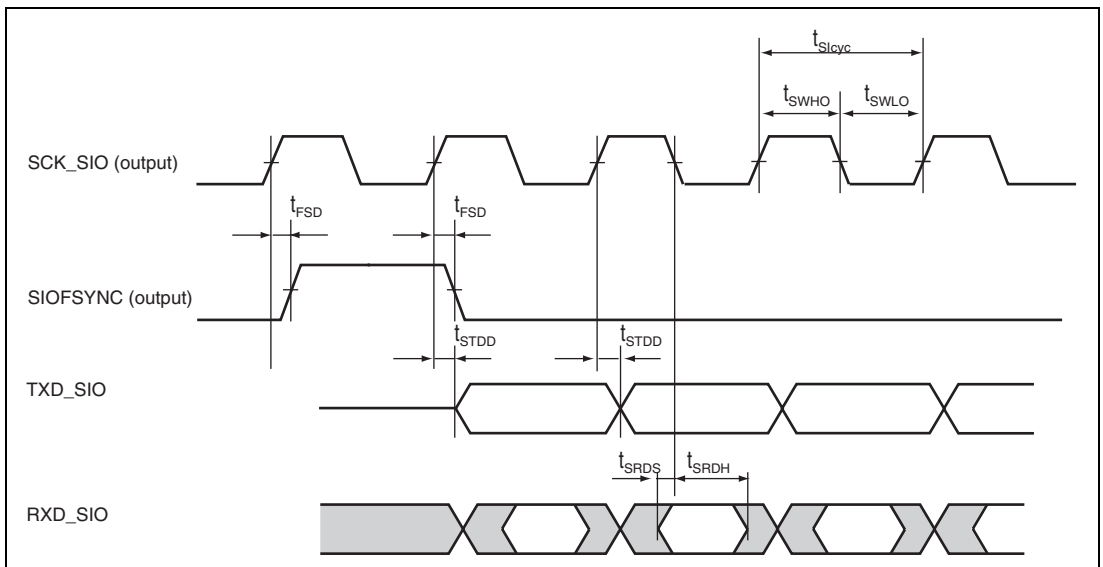 tSIcyc
tSWHO tSWLO
SCK_SIO (output)
tFSD tFSD
SIOFSYNC (output)
tSTDD tSTDD
TXD_SIO
tSRDS tSRDH
RXD_SIO